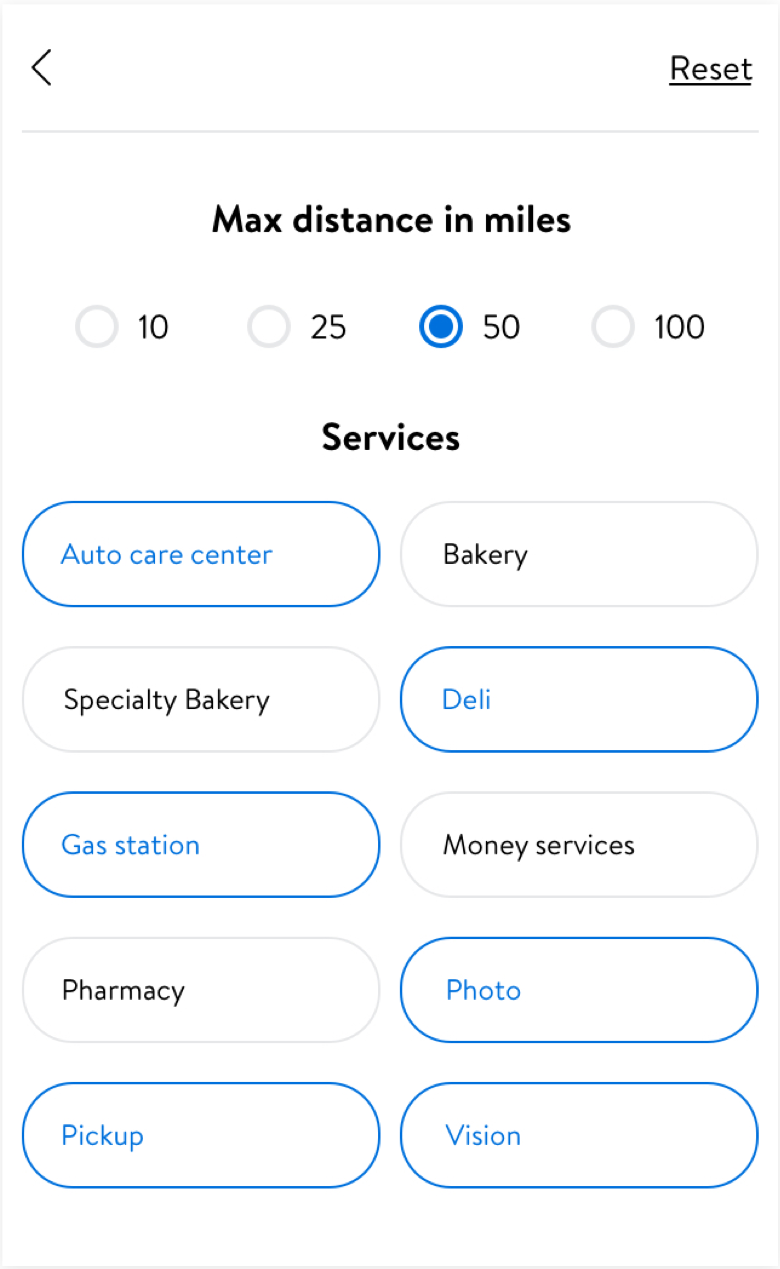 Reset
Max distance in miles
10 25 50 100
Services
Auto care center Bakery
Specialty Bakery Deli
Gas station Money services
Pharmacy Photo
Pickup Vision